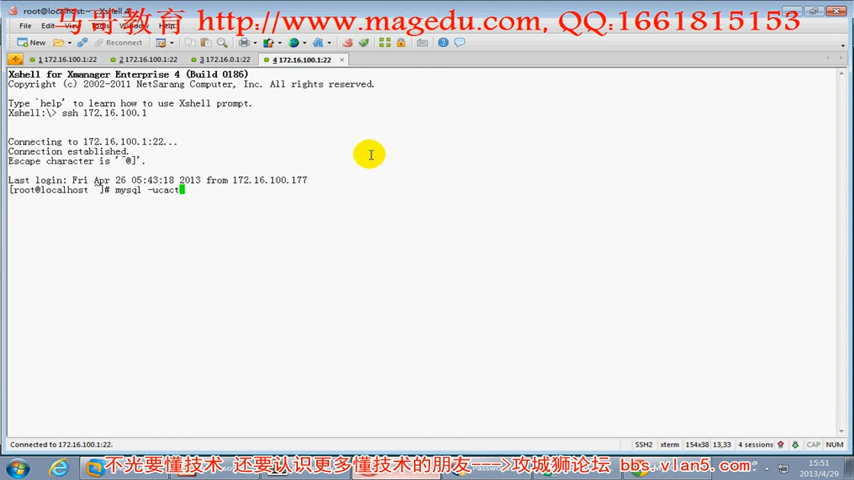 root@localhost:~ - Xshell 4
马哥教育 http://www.magedu.com, QQ:1661815153
File Edit View Tools Window Help
New Reconnect
1 172.16.100.1:22 2 172.16.100.1:22 3 172.16.0.1:22 4 172.16.100.1:22
Xshell for Xmanager Enterprise 4 (Build 0186)
Copyright (c) 2002-2011 NetSarang Computer, Inc. All rights reserved.
Type `help' to learn how to use Xshell prompt.
Xshell:\> ssh 172.16.100.1
Connecting to 172.16.100.1:22...
Connection established.
Escape character is '^@]'.
Last login: Fri Apr 26 05:43:18 2013 from 172.16.100.177
[root@localhost ~]# mysql -ucact
Connected to 172.16.100.1:22.
SSH2 xterm 154x38 13,33 4 sessions CAP NUM
不光要懂技术 还要认识更多懂技术的朋友--->攻城狮论坛 bbs.vlan5.com
15:51
2013/4/29